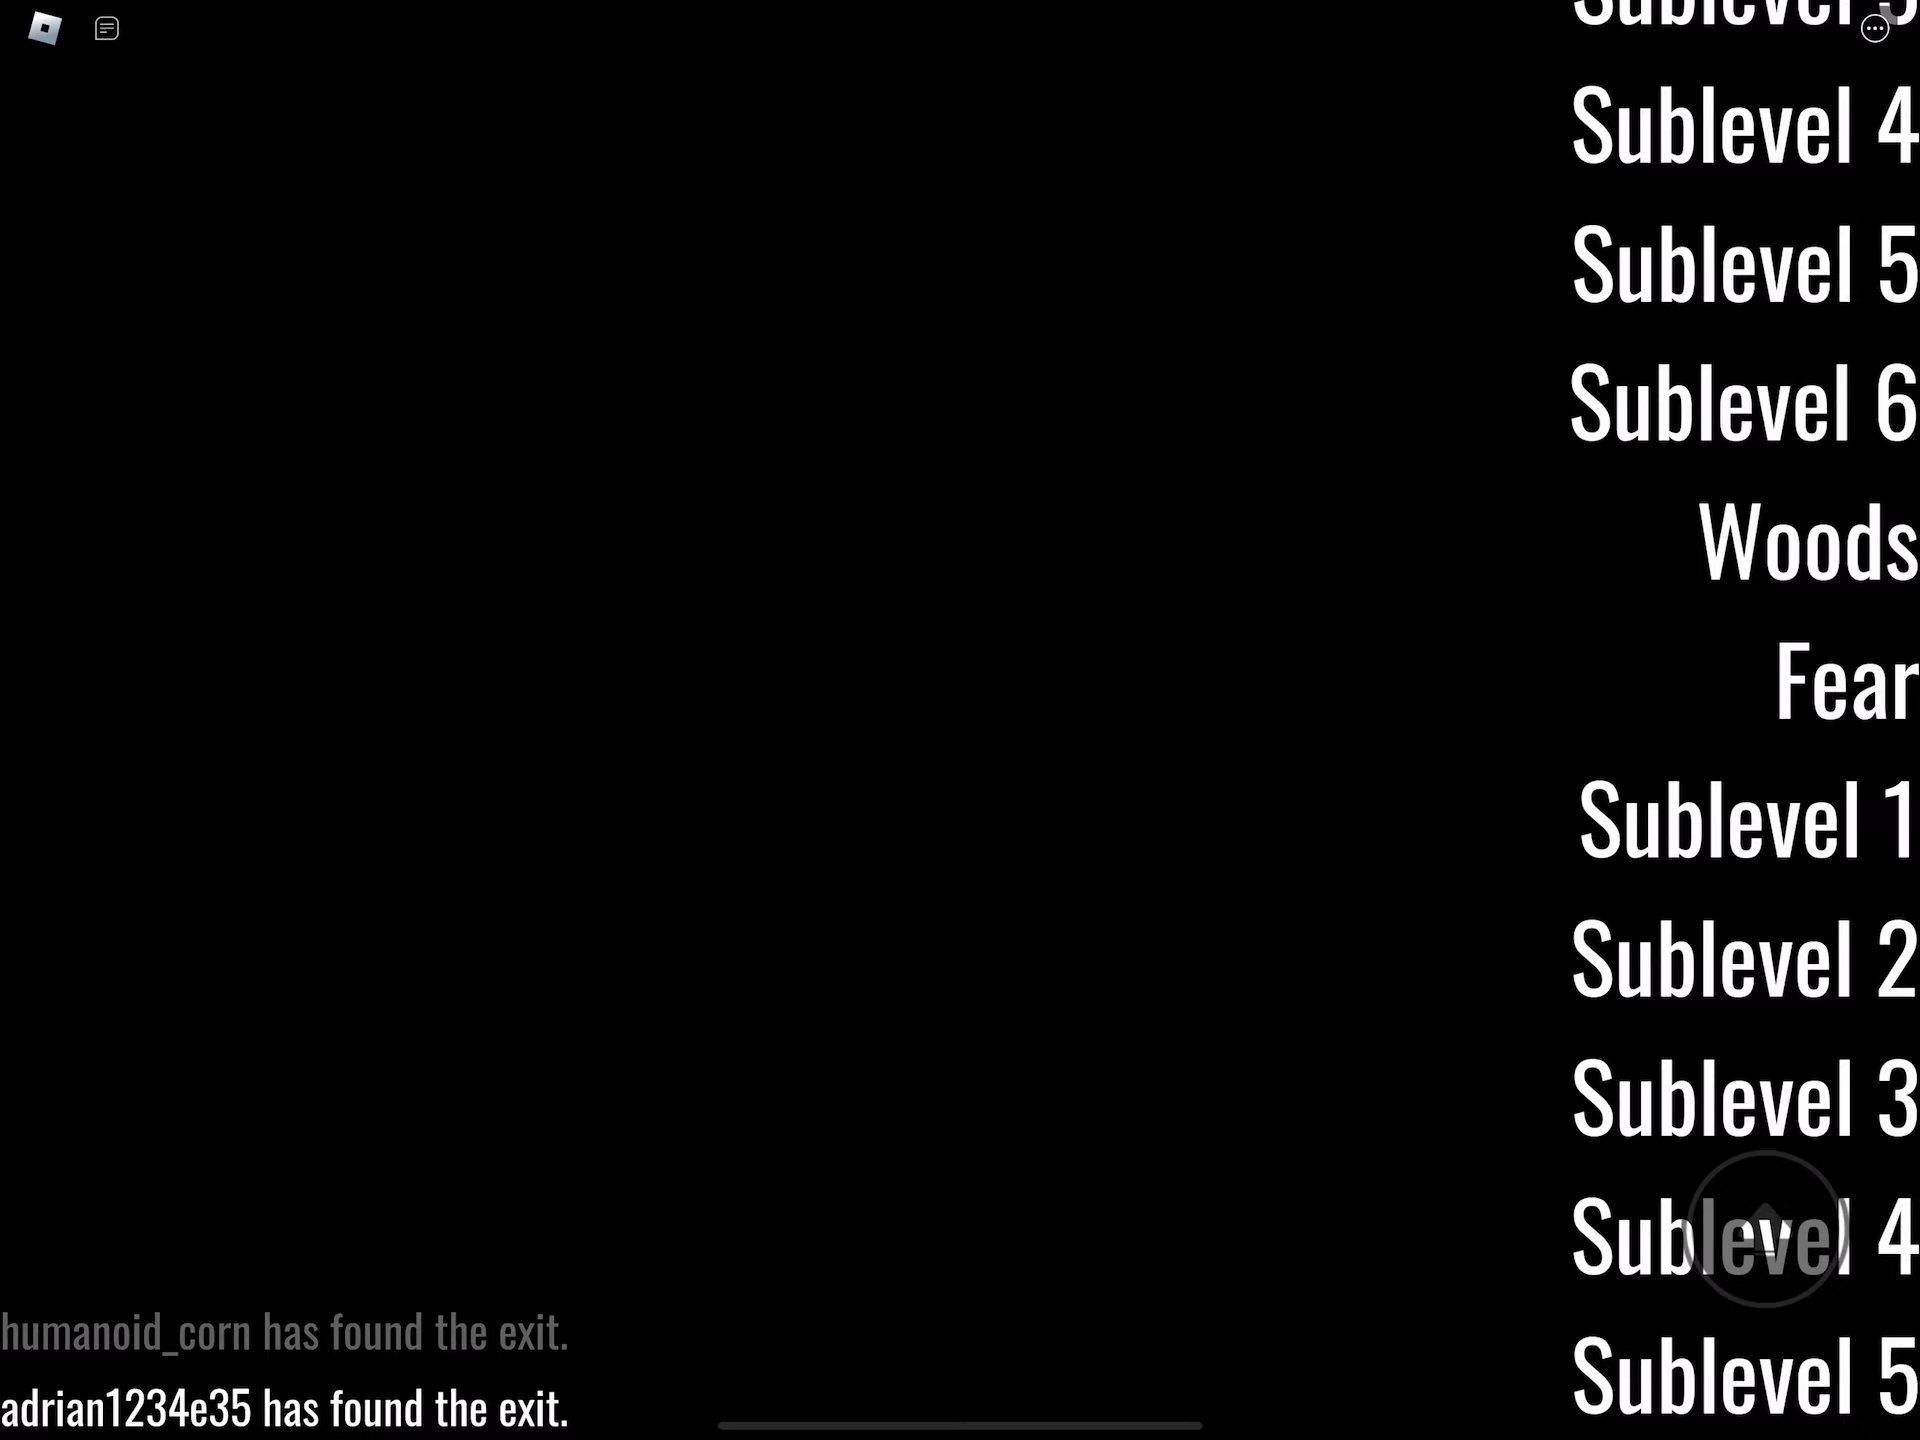 Sublevel 4
Sublevel 5
Sublevel 6
Woods
Fear
Sublevel 1
Sublevel 2
Sublevel 3
Sublevel 4
Sublevel 5
humanoid_corn has found the exit.
adrian1234e35 has found the exit.